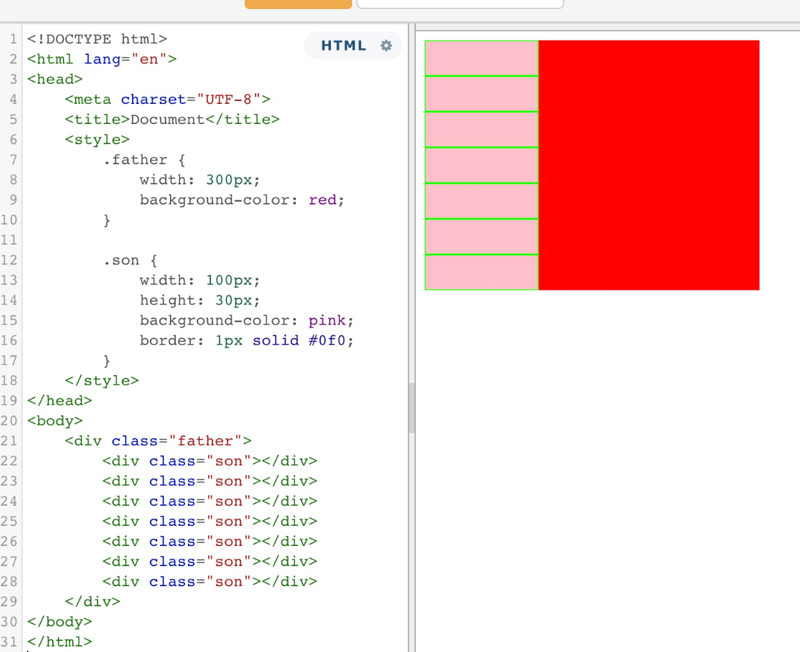 HTML
1 <!DOCTYPE html>
2 <html lang="en">
3 <head>
4     <meta charset="UTF-8">
5     <title>Document</title>
6     <style>
7         .father {
8             width: 300px;
9             background-color: red;
10         }
11
12         .son {
13             width: 100px;
14             height: 30px;
15             background-color: pink;
16             border: 1px solid #0f0;
17         }
18     </style>
19 </head>
20 <body>
21     <div class="father">
22         <div class="son"></div>
23         <div class="son"></div>
24         <div class="son"></div>
25         <div class="son"></div>
26         <div class="son"></div>
27         <div class="son"></div>
28         <div class="son"></div>
29     </div>
30 </body>
31 </html>